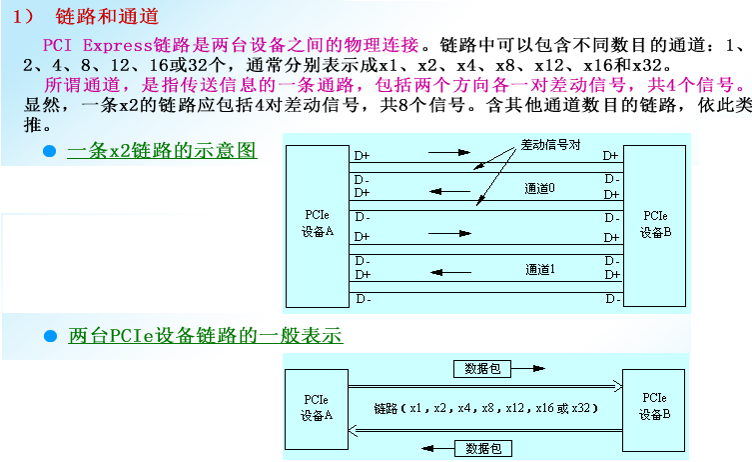 1） 链路和通道
PCI Express链路是两台设备之间的物理连接。链路中可以包含不同数目的通道：1、
2、4、8、12、16或32个，通常分别表示成x1、x2、x4、x8、x12、x16和x32。
所谓通道，是指传送信息的一条通路，包括两个方向各一对差动信号，共4个信号。
显然，一条x2的链路应包括4对差动信号，共8个信号。含其他通道数目的链路，依此类
推。
一条x2链路的示意图
差动信号对
D+ D+
D- D-
D+ 通道0 D+
PCIe
设备A
PCIe
设备B
D- D-
D+ D+
D- D-
D+ 通道1 D+
D- D-
两台PCIe设备链路的一般表示
数据包
PCIe
设备A
链路（x1，x2，x4，x8，x12，x16 或 x32）
PCIe
设备B
数据包